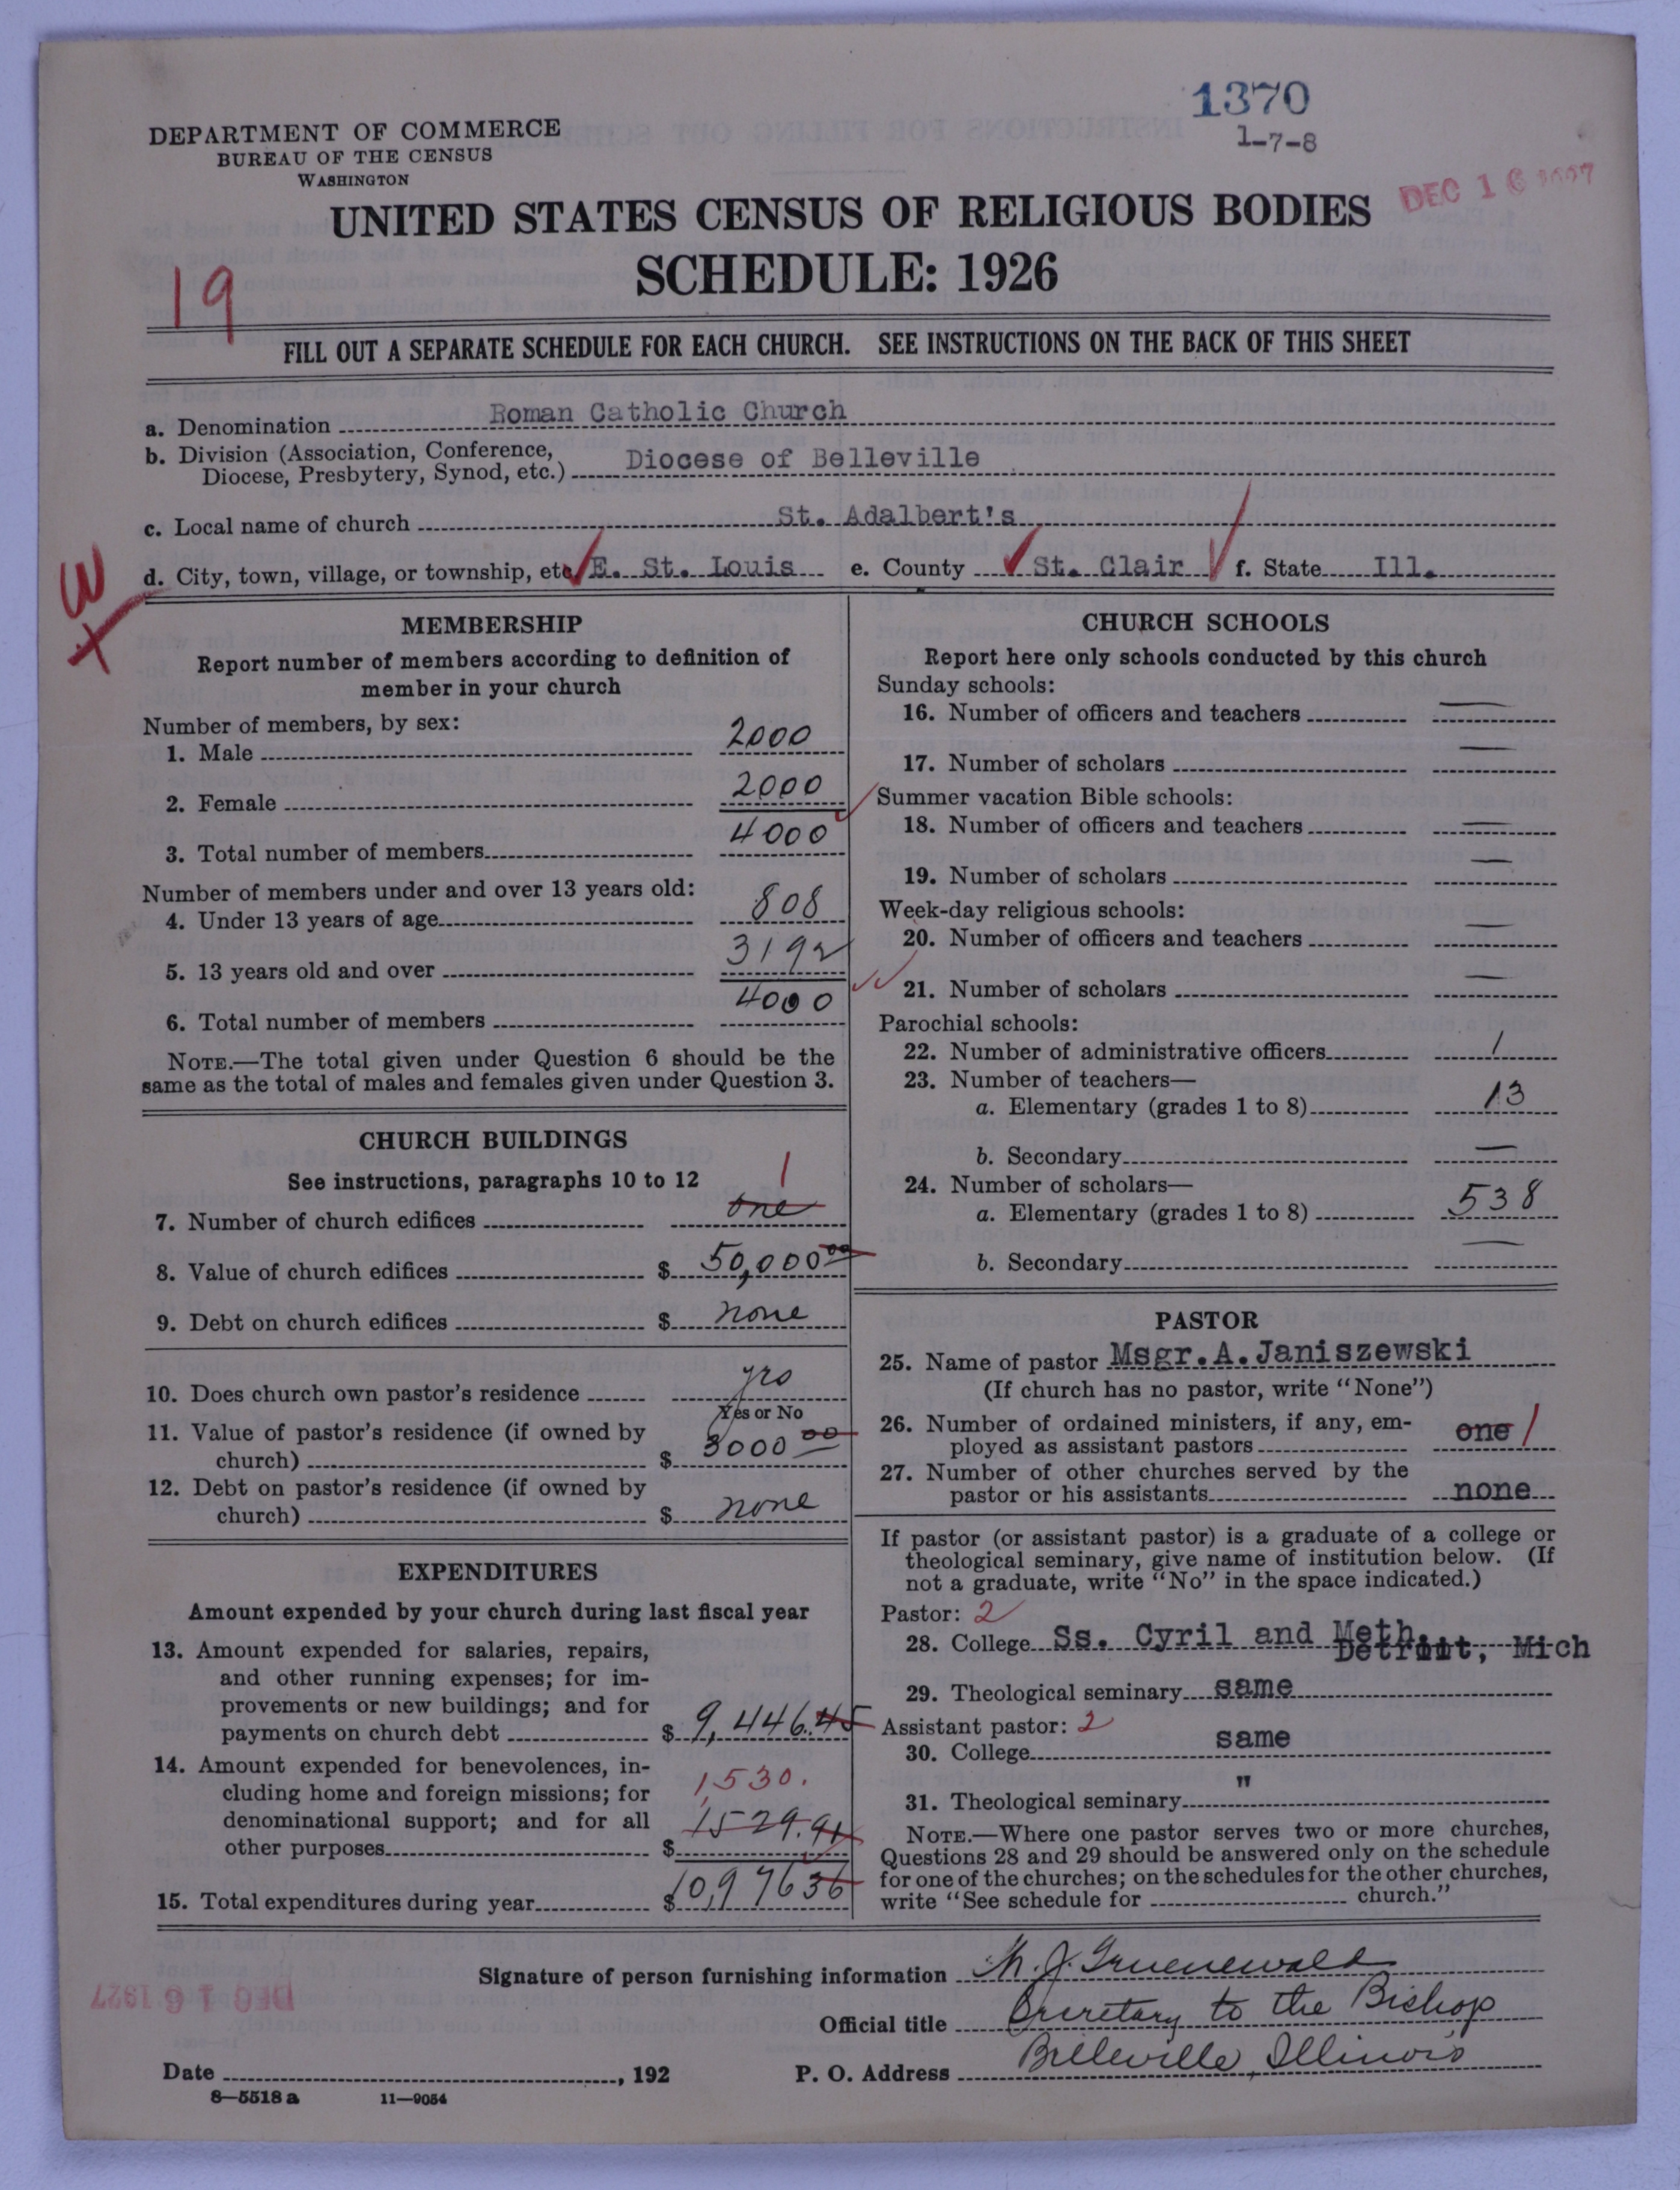 1370
1-7-8
DEPARTMENT OF COMMERCE
BUREAU OF THE CENSUS
WASHINGTON
DEC 16 1927
UNITED STATES CENSUS OF RELIGIOUS BODIES
SCHEDULE: 1926
19
FILL OUT A SEPARATE SCHEDULE FOR EACH CHURCH. SEE INSTRUCTIONS ON THE BACK OF THIS SHEET
a. Denomination Roman Catholic Church
b. Division (Association, Conference,
Diocese, Presbytery, Synod, etc.) Diocese of Belleville
c. Local name of church St. Adalbert's
d. City, town, village, or township, etc. E. St. Louis e. County St. Clair f. State Ill.
MEMBERSHIP
Report number of members according to definition of
member in your church
Number of members, by sex:
1. Male 2000
2. Female 2000
3. Total number of members 4000
Number of members under and over 13 years old:
4. Under 13 years of age 808
5. 13 years old and over 3192
6. Total number of members 4000
NOTE.—The total given under Question 6 should be the
same as the total of males and females given under Question 3.
CHURCH BUILDINGS
See instructions, paragraphs 10 to 12
1
7. Number of church edifices one
8. Value of church edifices $ 50,000 00
9. Debt on church edifices $ none
10. Does church own pastor's residence yes
Yes or No
11. Value of pastor's residence (if owned by
church) $ 3000 00
12. Debt on pastor's residence (if owned by
church) $ none
EXPENDITURES
Amount expended by your church during last fiscal year
13. Amount expended for salaries, repairs,
and other running expenses; for im-
provements or new buildings; and for
payments on church debt $ 9,446.45
14. Amount expended for benevolences, in-
cluding home and foreign missions; for 1,530.
denominational support; and for all 1529.91
other purposes $
15. Total expenditures during year $ 10,97636
CHURCH SCHOOLS
Report here only schools conducted by this church
Sunday schools:
16. Number of officers and teachers —
17. Number of scholars —
Summer vacation Bible schools:
18. Number of officers and teachers —
19. Number of scholars —
Week-day religious schools:
20. Number of officers and teachers —
21. Number of scholars —
Parochial schools:
22. Number of administrative officers 1
23. Number of teachers—
a. Elementary (grades 1 to 8) 13
b. Secondary —
24. Number of scholars—
a. Elementary (grades 1 to 8) 538
b. Secondary —
PASTOR
25. Name of pastor Msgr. A. Janiszewski
(If church has no pastor, write "None")
26. Number of ordained ministers, if any, em-
ployed as assistant pastors one 1
27. Number of other churches served by the
pastor or his assistants none
If pastor (or assistant pastor) is a graduate of a college or
theological seminary, give name of institution below. (If
not a graduate, write "No" in the space indicated.)
Pastor: 2
28. College Ss. Cyril and Meth.
Detroit, Mich
29. Theological seminary same
Assistant pastor: 2
30. College same
31. Theological seminary "
NOTE.—Where one pastor serves two or more churches,
Questions 28 and 29 should be answered only on the schedule
for one of the churches; on the schedules for the other churches,
write "See schedule for church."
Signature of person furnishing information M. J. Gruenewald
Official title Secretary to the Bishop
Date , 192 P. O. Address Belleville, Illinois
8—5518 a 11—9054
DEC 16 1927